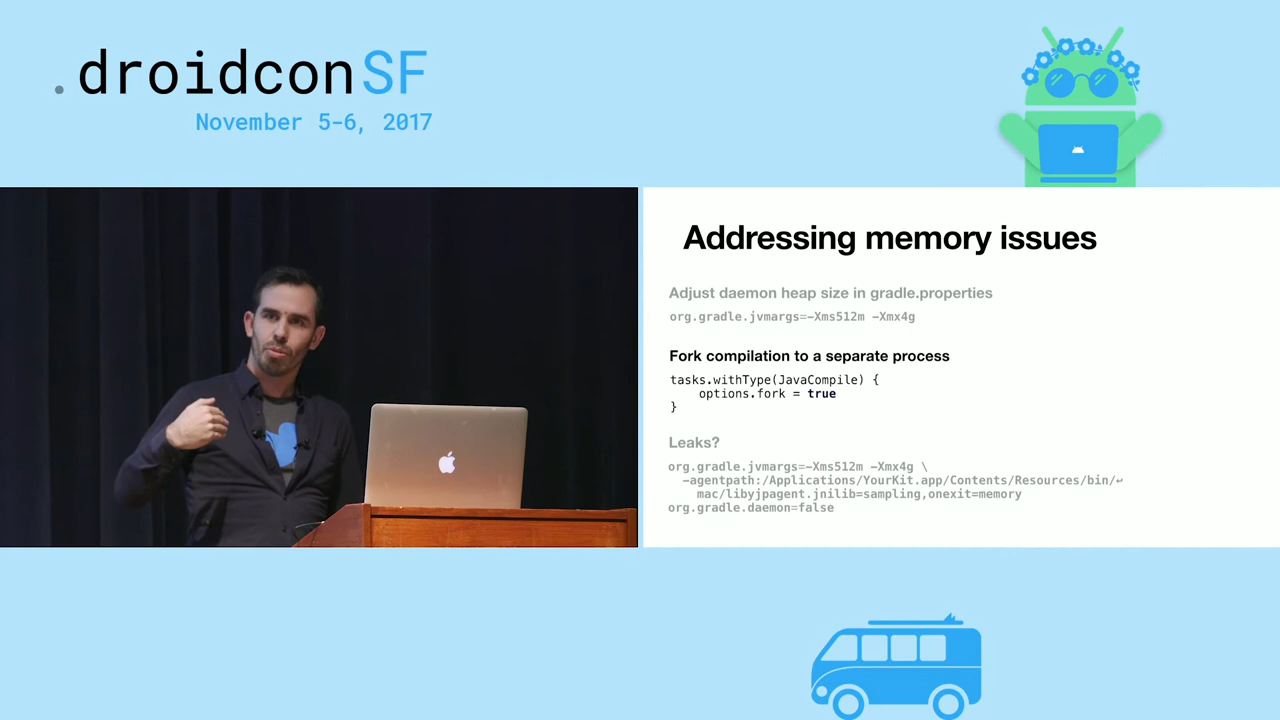 .droidconSF
November 5-6, 2017
Addressing memory issues
Adjust daemon heap size in gradle.properties
org.gradle.jvmargs=-Xms512m -Xmx4g
Fork compilation to a separate process
tasks.withType(JavaCompile) {
    options.fork = true
}
Leaks?
org.gradle.jvmargs=-Xms512m -Xmx4g \
  -agentpath:/Applications/YourKit.app/Contents/Resources/bin/↩
    mac/libyjpagent.jnilib=sampling,onexit=memory
org.gradle.daemon=false